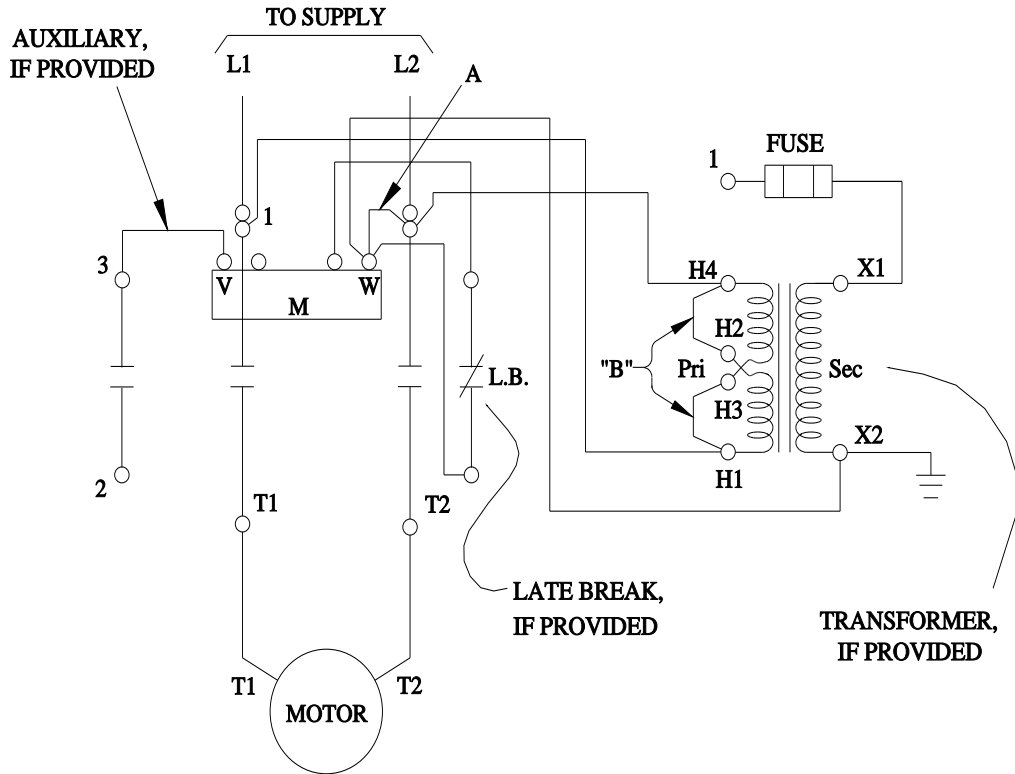 TO SUPPLY
AUXILIARY,
IF PROVIDED
L1
L2
A
FUSE
1
1
3
V
W
M
H4
X1
H2
"B"
Pri
Sec
L.B.
H3
X2
H1
2
T1
T2
LATE BREAK,
IF PROVIDED
TRANSFORMER,
IF PROVIDED
T1
T2
MOTOR